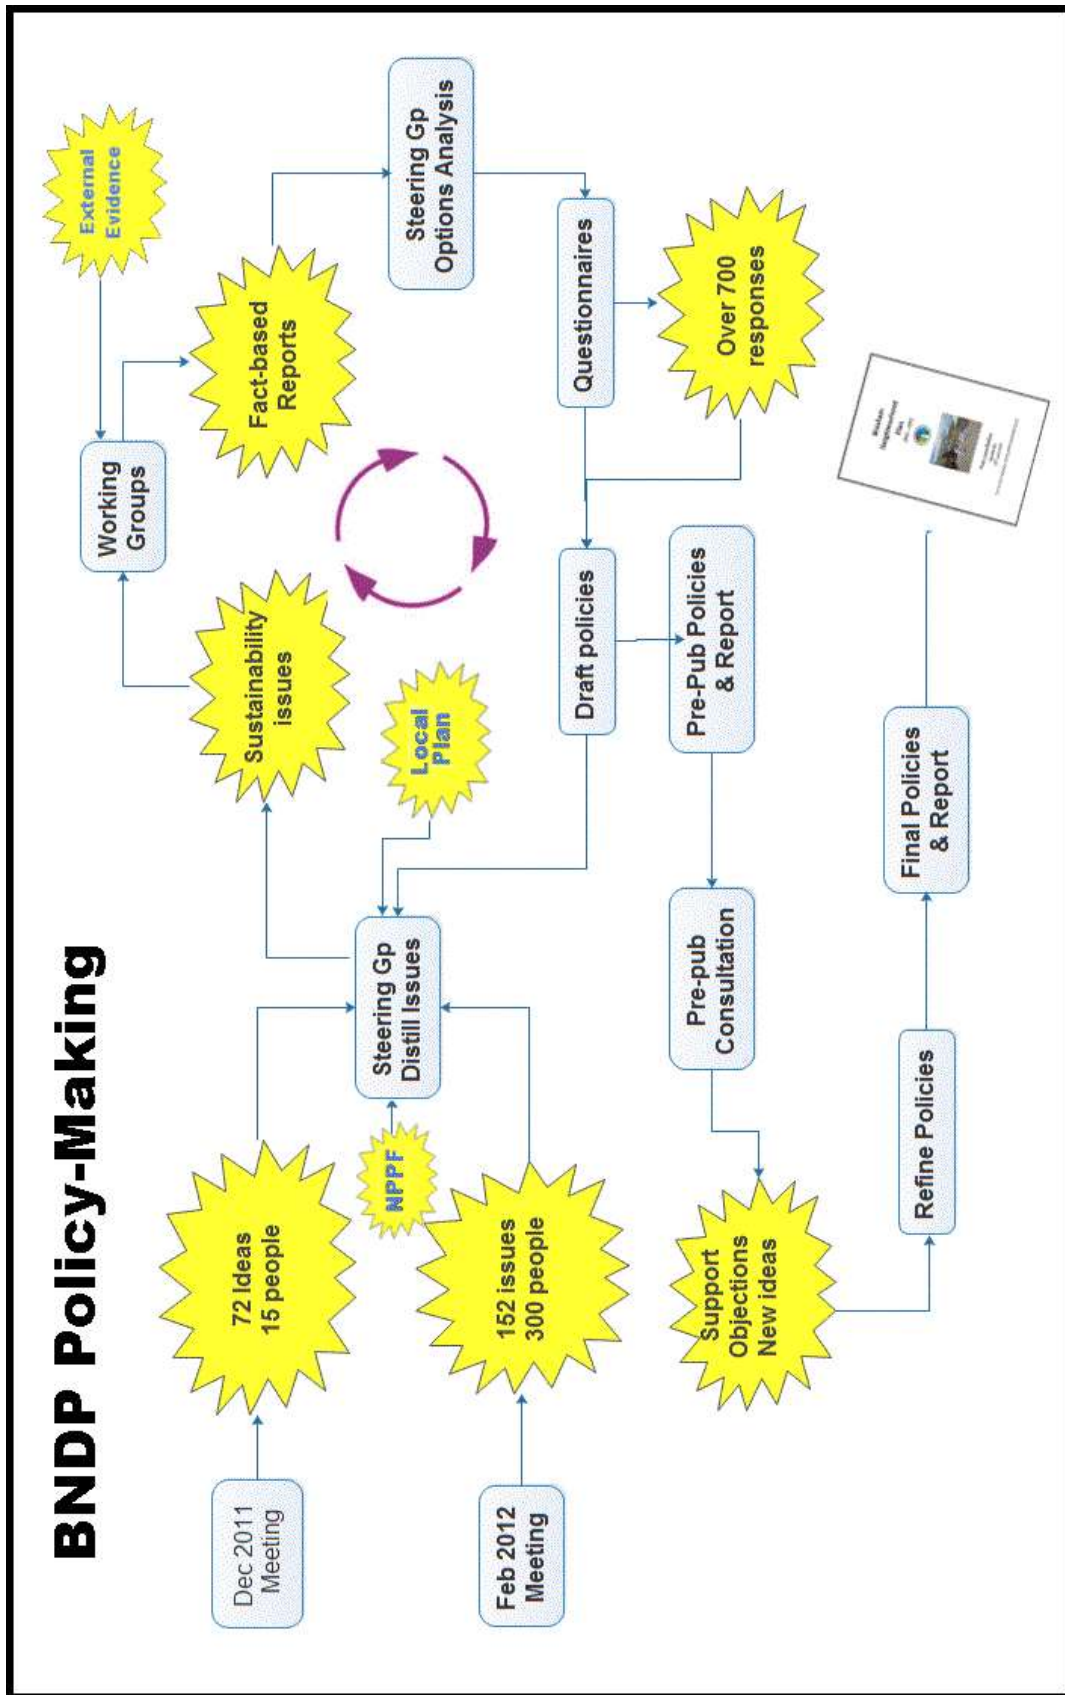 BNDP Policy-Making
Dec 2011
Meeting
72 Ideas
15 people
Feb 2012
Meeting
152 issues
300 people
NPPF
Steering Gp
Distill Issues
Local
Plan
Sustainability
issues
Working
Groups
External
Evidence
Fact-based
Reports
Steering Gp
Options Analysis
Questionnaires
Over 700
responses
Draft policies
Pre-Pub Policies
& Report
Pre-pub
Consultation
Support
Objections
New ideas
Refine Policies
Final Policies
& Report
Neighbourhood
Plan